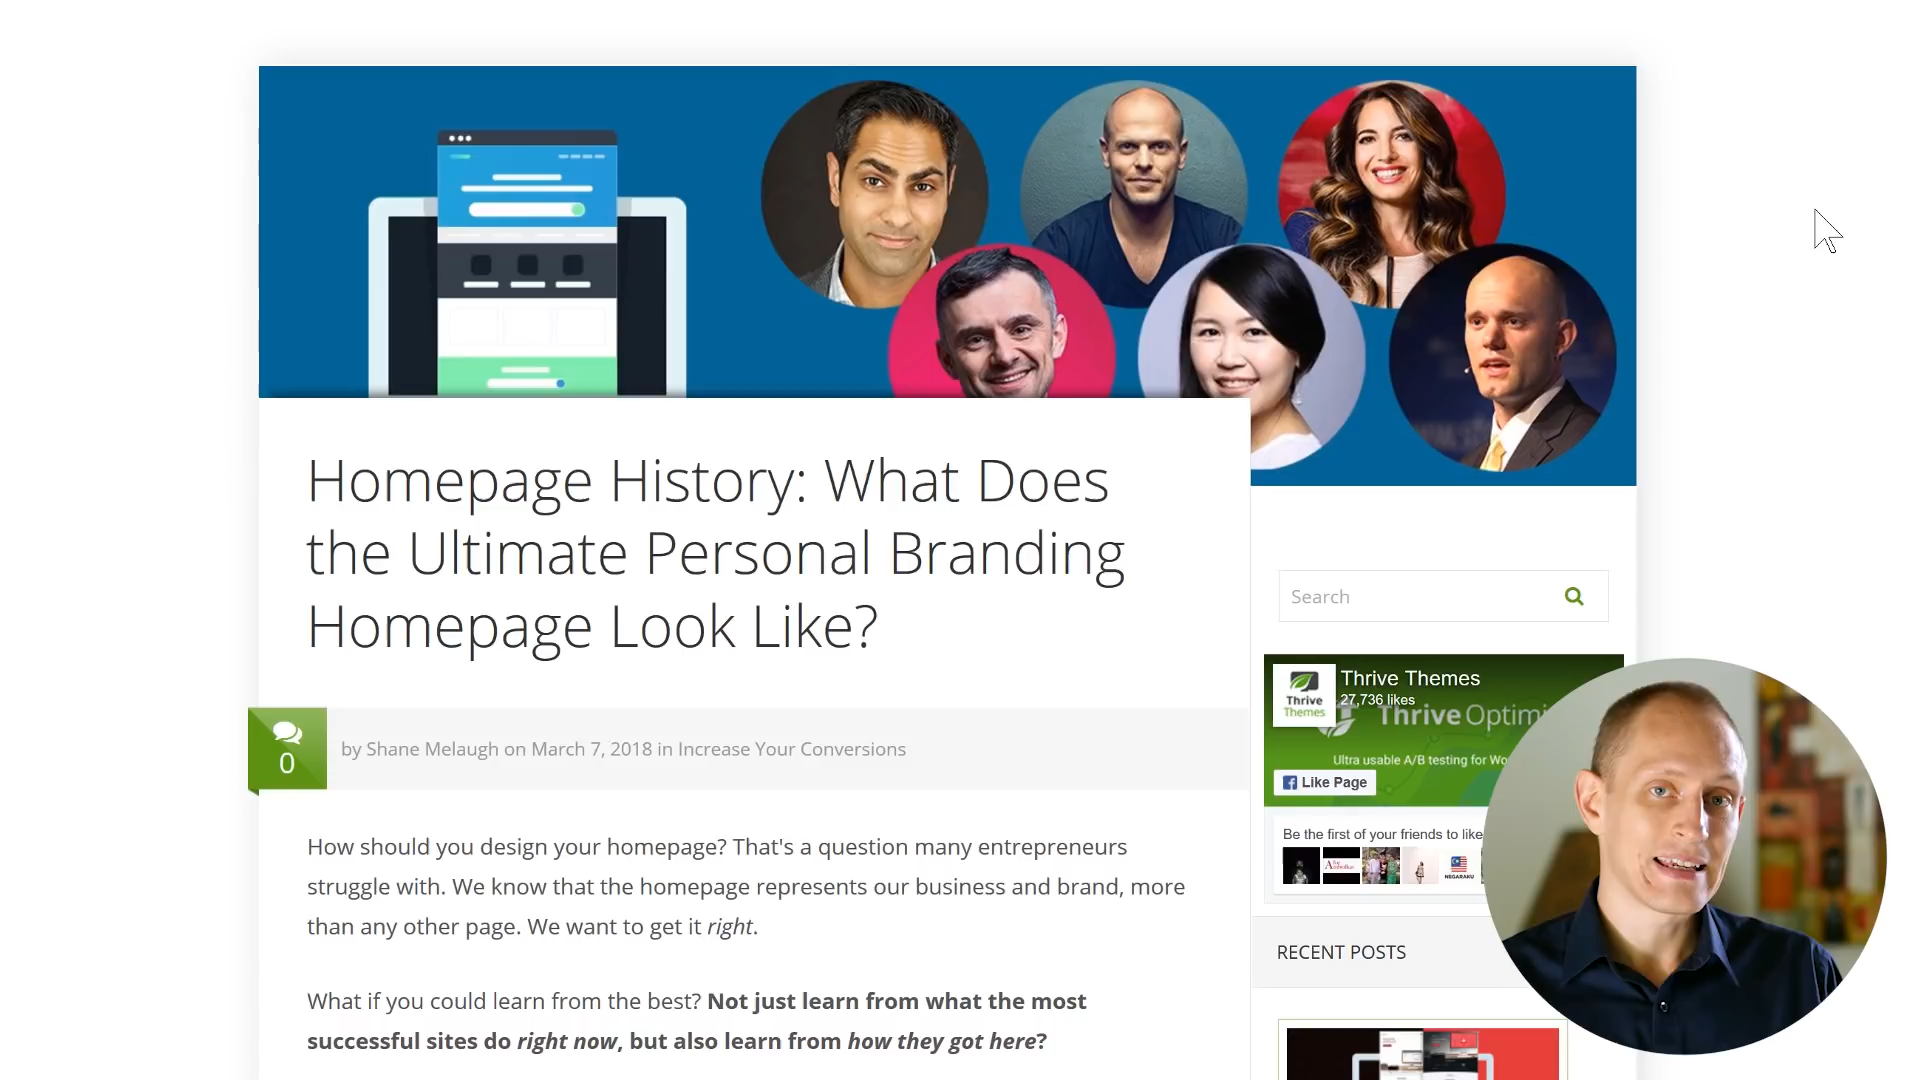 Homepage History: What Does
the Ultimate Personal Branding
Homepage Look Like?
0
by Shane Melaugh on March 7, 2018 in Increase Your Conversions
How should you design your homepage? That's a question many entrepreneurs
struggle with. We know that the homepage represents our business and brand, more
than any other page. We want to get it right.
What if you could learn from the best? Not just learn from what the most
successful sites do right now, but also learn from how they got here?
Search
Thrive Themes
27,736 likes
Thrive
Themes
Thrive Optimi
Ultra usable A/B testing for Wo
Like Page
Be the first of your friends to like
NEGARAKU
RECENT POSTS